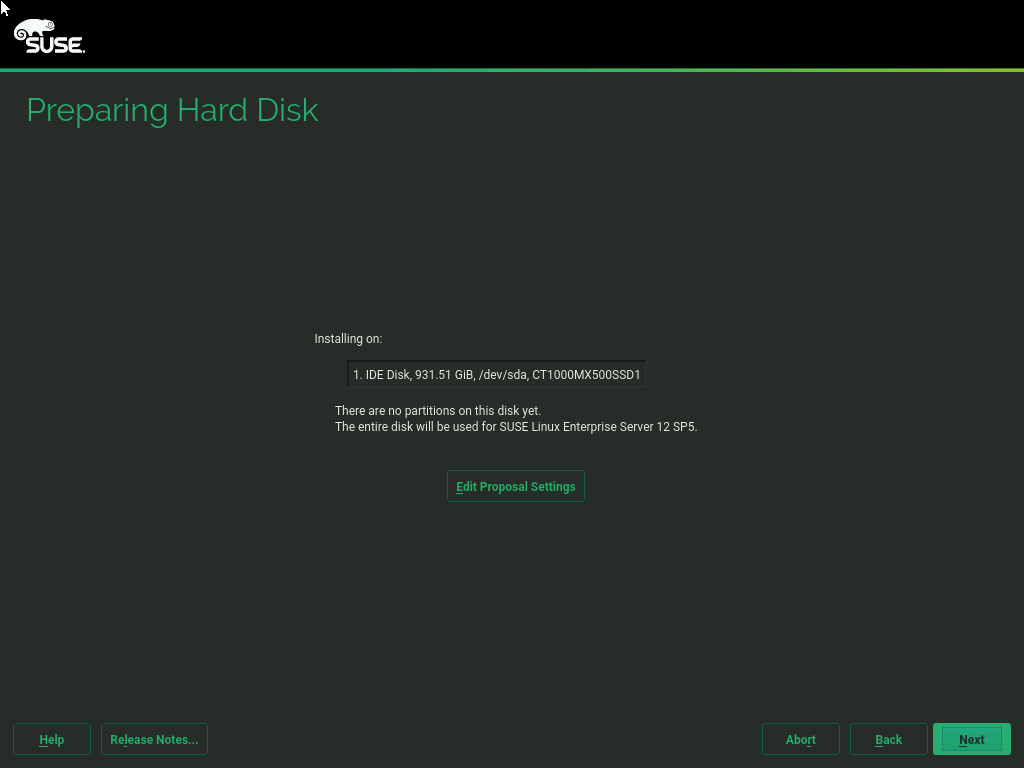 SUSE.
Preparing Hard Disk
Installing on:
1. IDE Disk, 931.51 GiB, /dev/sda, CT1000MX500SSD1
There are no partitions on this disk yet.
The entire disk will be used for SUSE Linux Enterprise Server 12 SP5.
Edit Proposal Settings
Help Release Notes... Abort Back Next